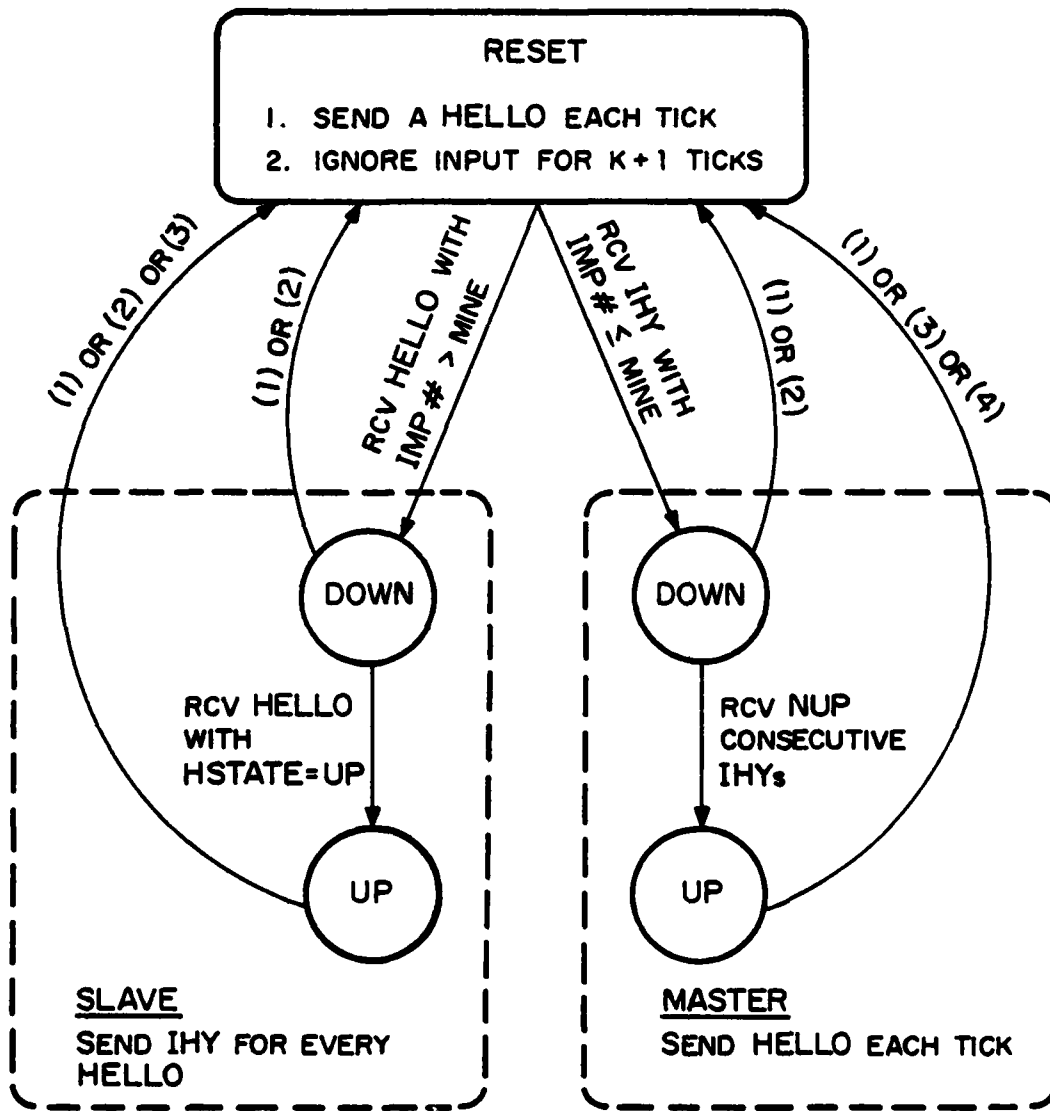 RESET
1. SEND A HELLO EACH TICK
2. IGNORE INPUT FOR K+1 TICKS
(1) OR (2) OR (3)
(1) OR (2)
RCV HELLO WITH
IMP # > MINE
RCV IHY WITH
IMP # ≤ MINE
(1) OR (2)
(1) OR (3) OR (4)
DOWN
DOWN
RCV HELLO
WITH
HSTATE=UP
RCV NUP
CONSECUTIVE
IHYs
UP
UP
SLAVE
SEND IHY FOR EVERY
HELLO
MASTER
SEND HELLO EACH TICK